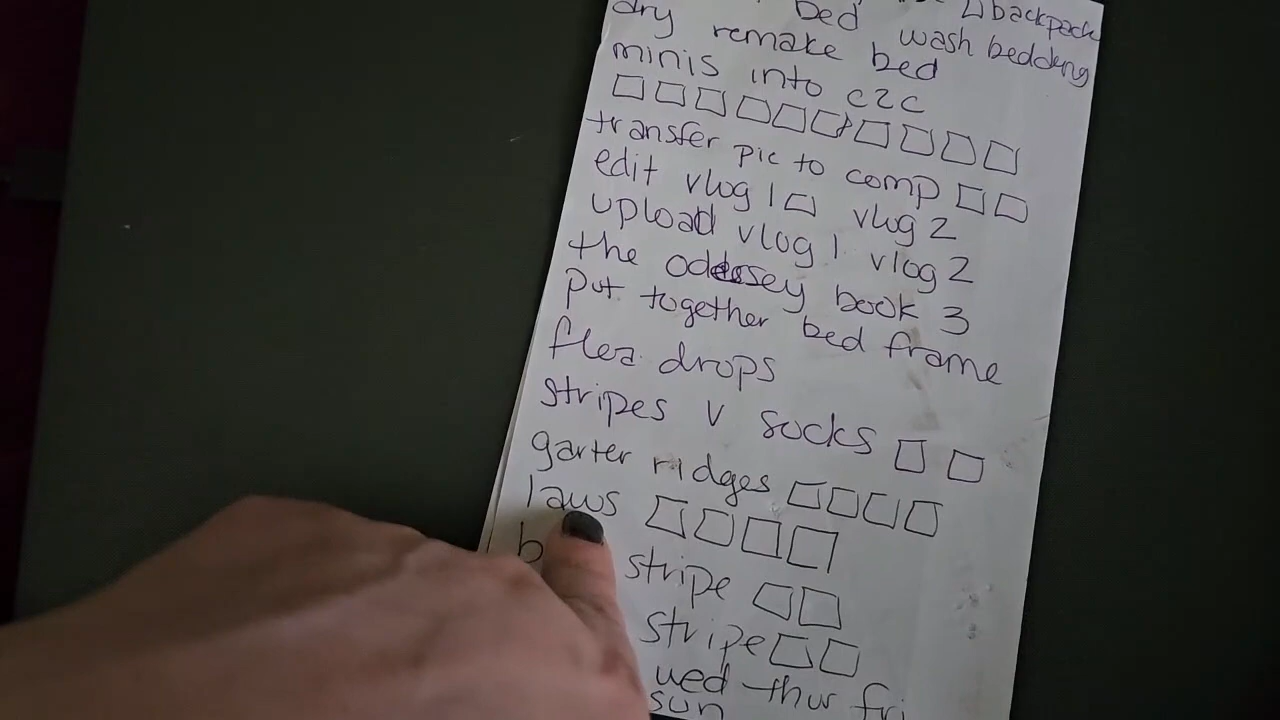 □ backpack
bed wash beddeng
dry remake bed
minis into c2c
□ □ □ □ □ □ □ □ □ □
transfer pic to comp □ □
edit vlog 1 □ vlog 2
upload vlog 1 vlog 2
the odessey book 3
put together bed frame
flea drops
stripes v socks □ □
garter ridges □ □ □ □
laws □ □ □ □
stripe □ □
stripe □ □
wed thur fri
sun